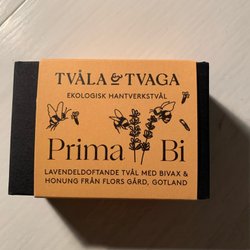 TVÅLA & TVAGA
EKOLOGISK HANTVERKSTVÅL
Prima Bi
LAVENDELDOFTANDE TVÅL MED BIVAX &
HONUNG FRÅN FLORS GÅRD, GOTLAND